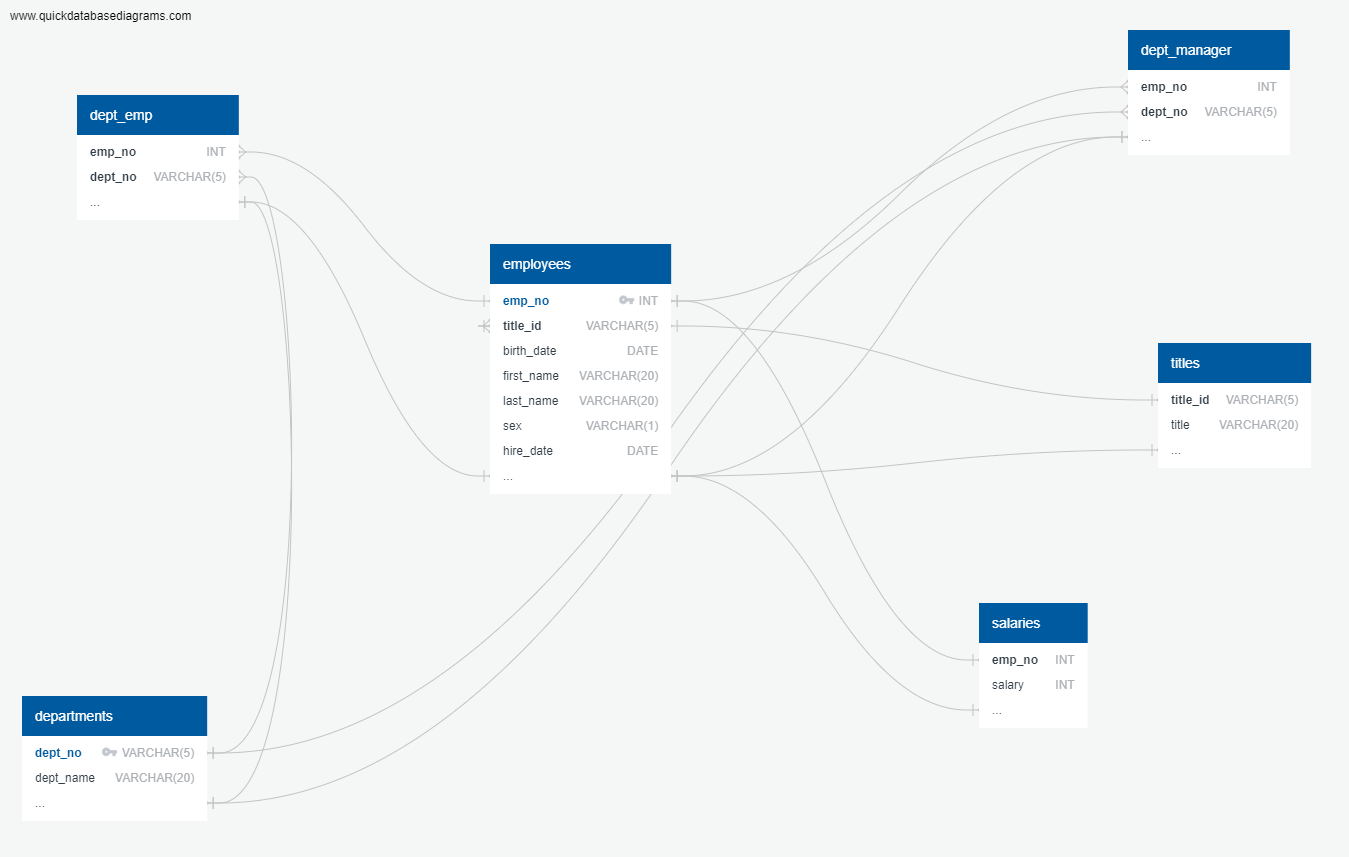 www.quickdatabasediagrams.com
dept_emp
emp_no INT
dept_no VARCHAR(5)
...
dept_manager
emp_no INT
dept_no VARCHAR(5)
...
employees
emp_no INT
title_id VARCHAR(5)
birth_date DATE
first_name VARCHAR(20)
last_name VARCHAR(20)
sex VARCHAR(1)
hire_date DATE
...
titles
title_id VARCHAR(5)
title VARCHAR(20)
...
salaries
emp_no INT
salary INT
...
departments
dept_no VARCHAR(5)
dept_name VARCHAR(20)
...